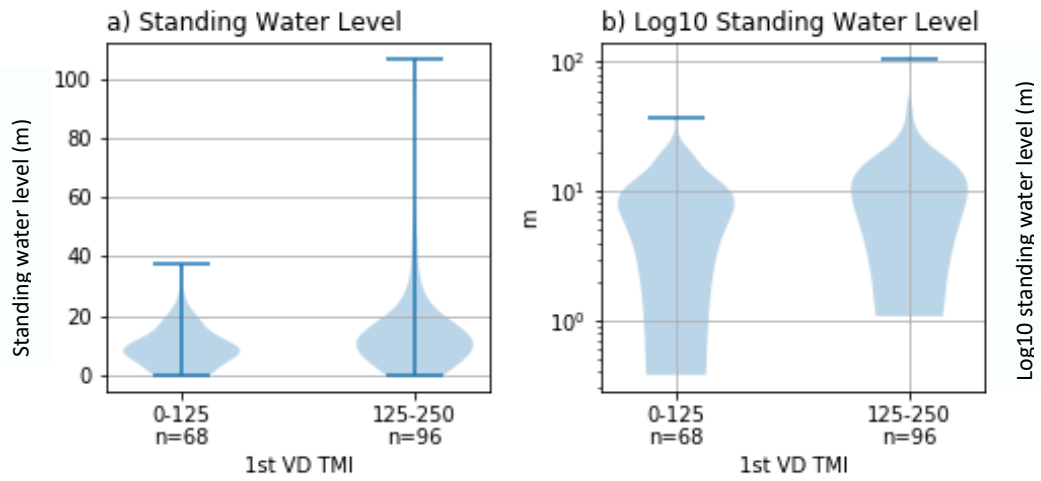 a) Standing Water Level
Standing water level (m)
100
80
60
40
20
0
0-125
n=68
125-250
n=96
1st VD TMI
b) Log10 Standing Water Level
m
10²
10¹
10⁰
0-125
n=68
125-250
n=96
1st VD TMI
Log10 standing water level (m)